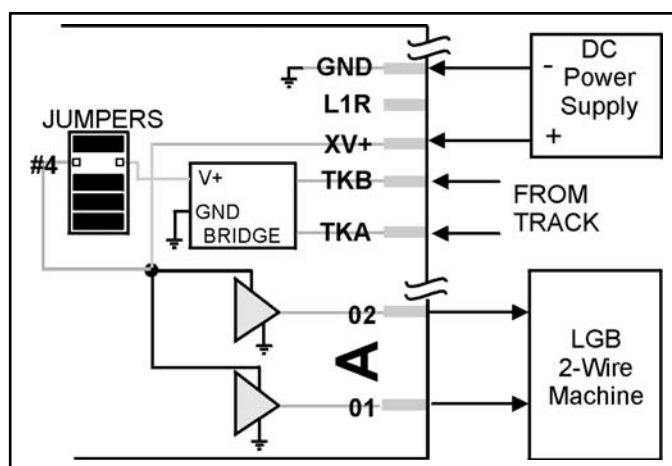 GND
L1R
XV+
TKB
TKA
DC
Power
Supply
-
+
JUMPERS
#4
V+
GND
BRIDGE
FROM
TRACK
02
A
01
LGB
2-Wire
Machine